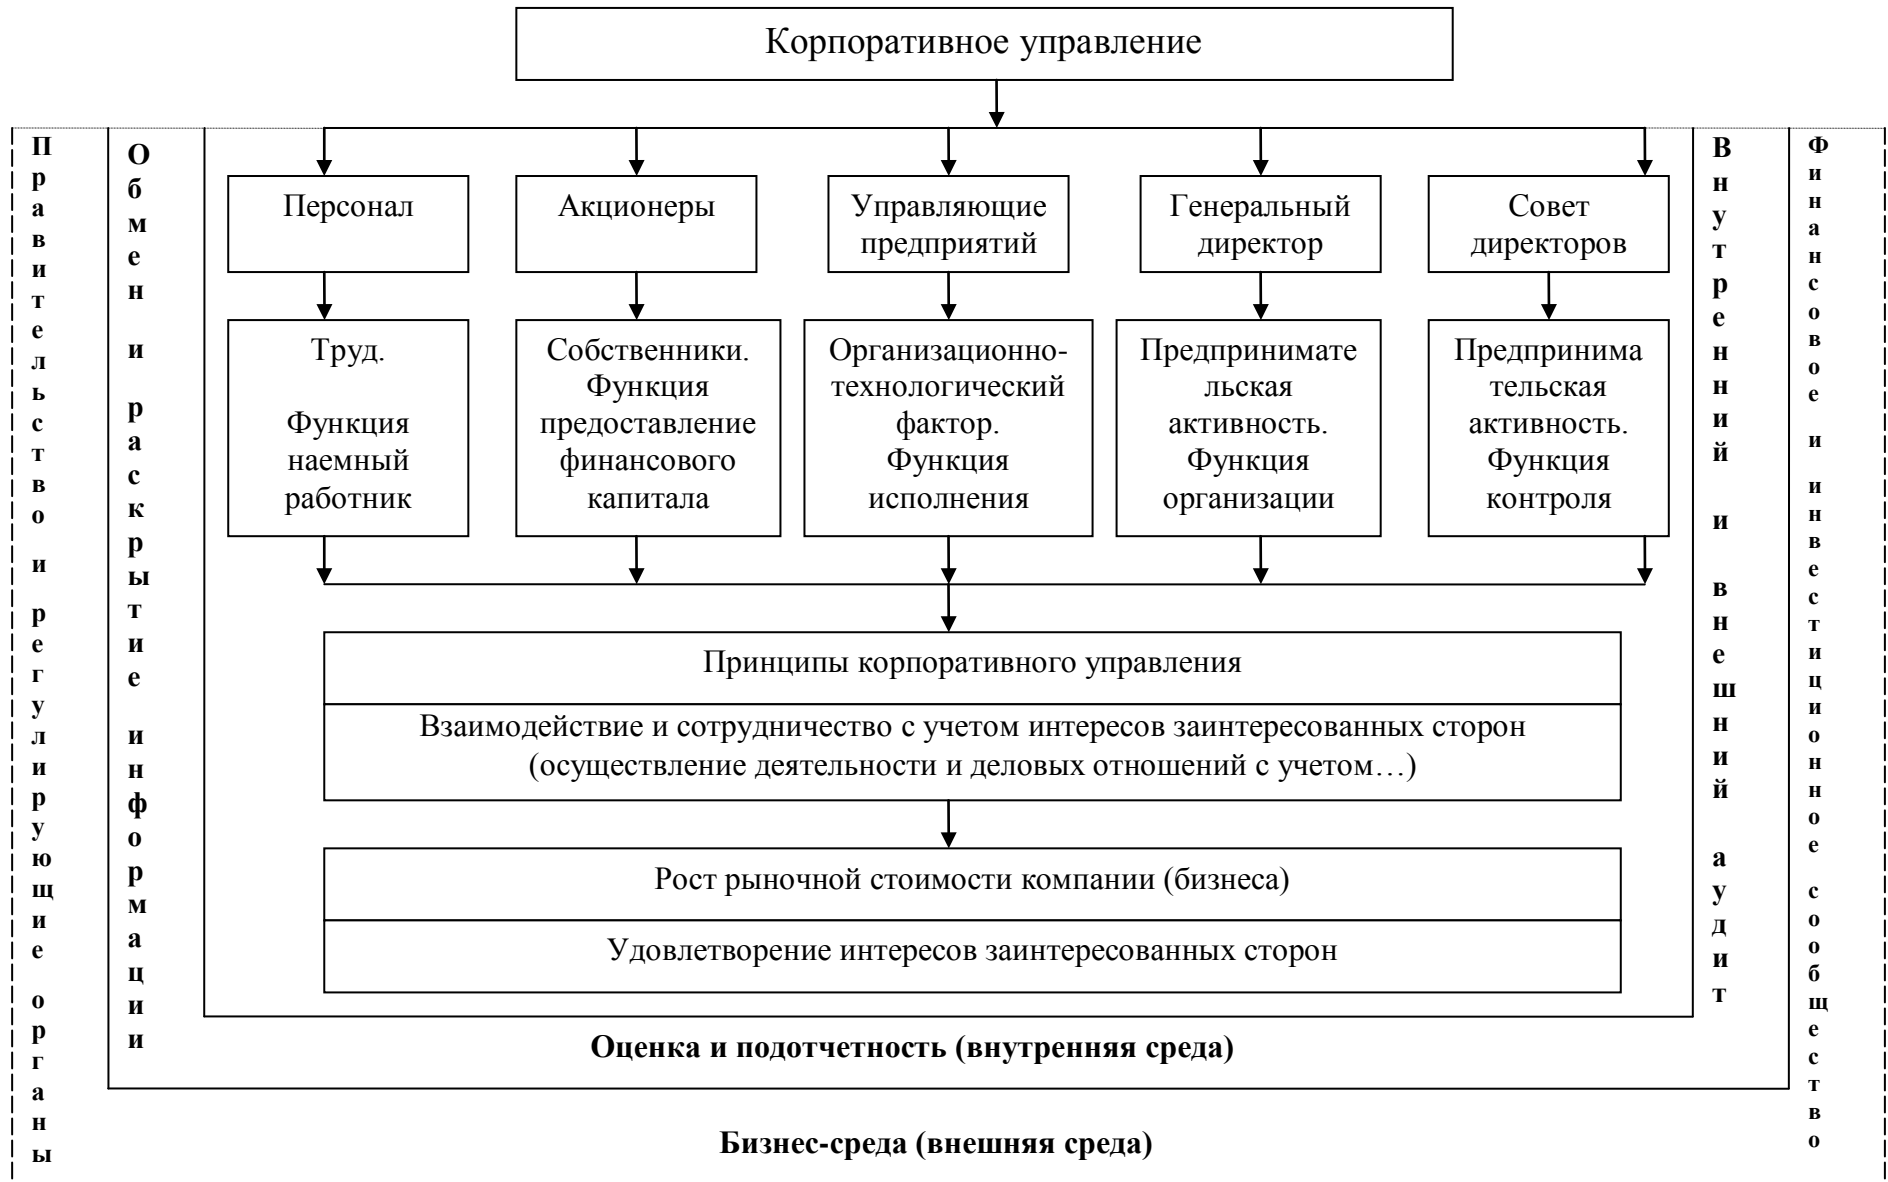 Корпоративное управление
Правительство и регулирующие органы
Обмен и раскрытие информации
Персонал
Акционеры
Управляющие
предприятий
Генеральный
директор
Совет
директоров
Труд.
Функция
наемный
работник
Собственники.
Функция
предоставление
финансового
капитала
Организационно-
технологический
фактор.
Функция
исполнения
Предпринимате
льская
активность.
Функция
организации
Предпринима
тельская
активность.
Функция
контроля
Принципы корпоративного управления
Взаимодействие и сотрудничество с учетом интересов заинтересованных сторон
(осуществление деятельности и деловых отношений с учетом…)
Рост рыночной стоимости компании (бизнеса)
Удовлетворение интересов заинтересованных сторон
Внутренний и внешний аудит
Финансовое и инвестиционное сообщество
Оценка и подотчетность (внутренняя среда)
Бизнес-среда (внешняя среда)